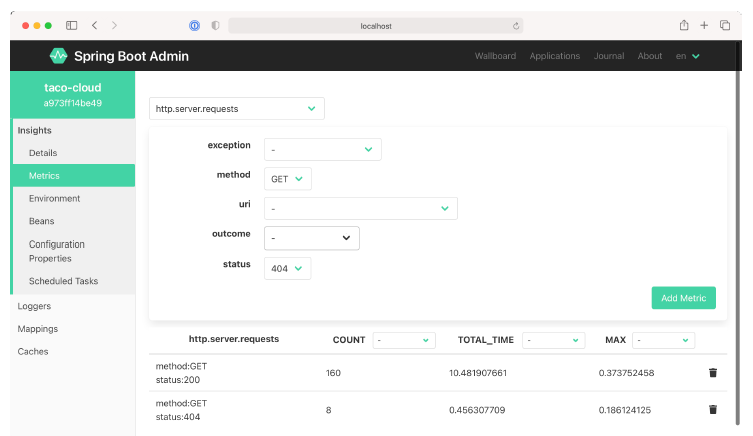 localhost
Spring Boot Admin
Wallboard Applications Journal About en
taco-cloud
a973ff14be49
Insights
Details
Metrics
Environment
Beans
Configuration
Properties
Scheduled Tasks
Loggers
Mappings
Caches
http.server.requests
exception -
method GET
uri -
outcome -
status 404
Add Metric
http.server.requests COUNT - TOTAL_TIME - MAX -
method:GET
status:200
160 10.481907661 0.373752458
method:GET
status:404
8 0.456307709 0.186124125